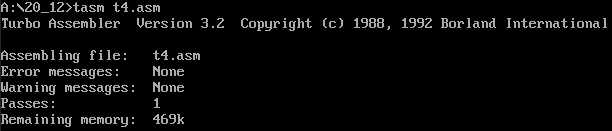 A:\20_12>tasm t4.asm
Turbo Assembler  Version 3.2  Copyright (c) 1988, 1992 Borland International
Assembling file:   t4.asm
Error messages:    None
Warning messages:  None
Passes:            1
Remaining memory:  469k